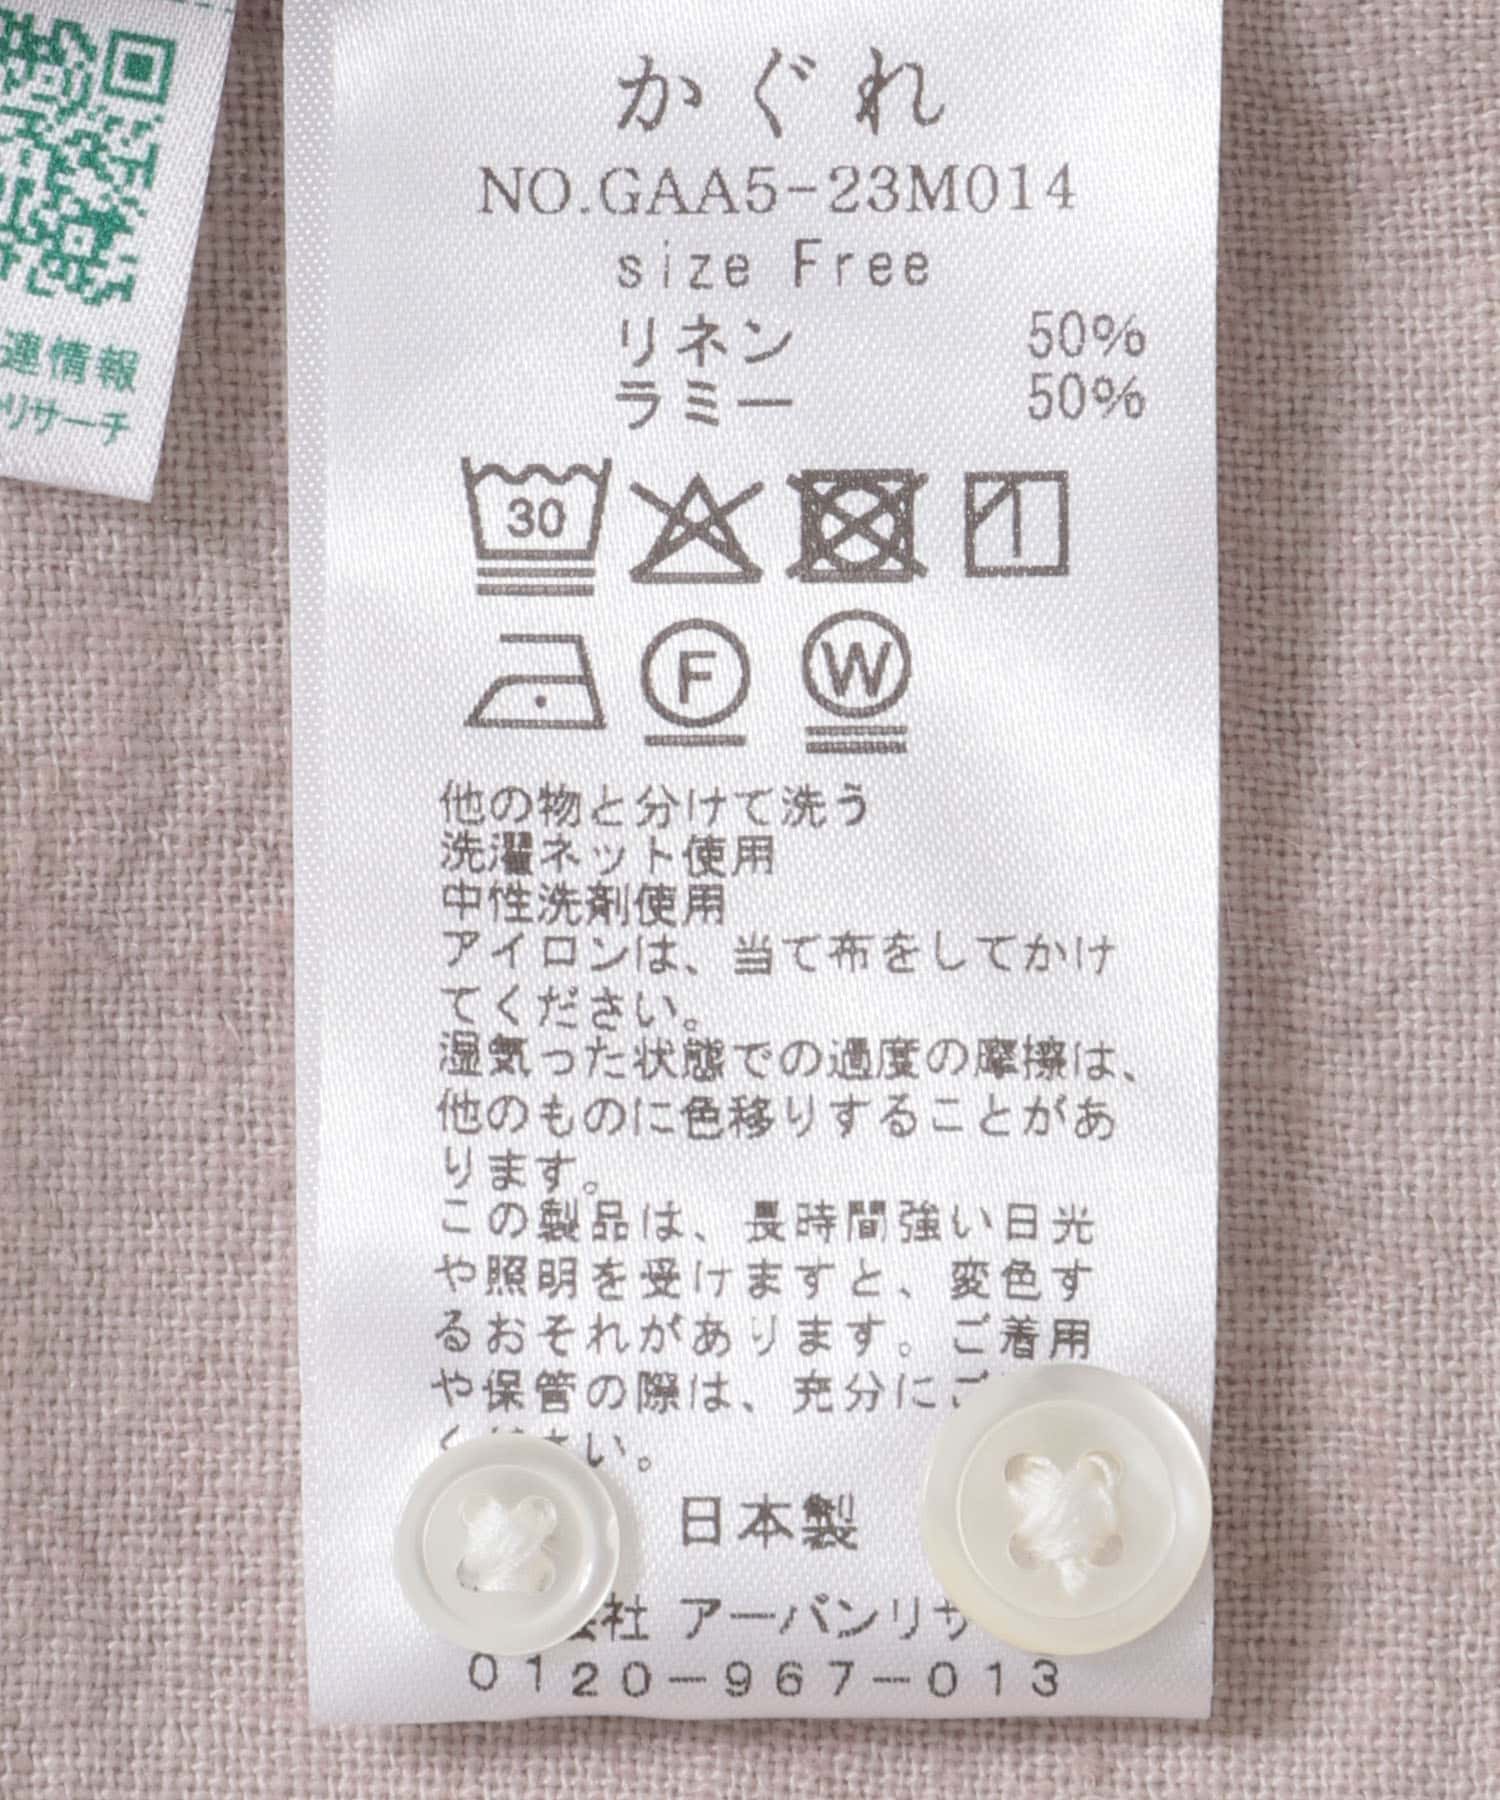 かぐれ
NO.GAA5-23M014
size Free
リネン 50%
ラミー 50%
30
F W
他の物と分けて洗う
洗濯ネット使用
中性洗剤使用
アイロンは、当て布をしてかけ
てください。
湿気った状態での過度の摩擦は、
他のものに色移りすることがあ
ります。
この製品は、長時間強い日光
や照明を受けますと、変色す
るおそれがあります。ご着用
や保管の際は、充分にご
い。
日本製
会社 アーバンリサ
0120-967-013
連情報
リサーチ